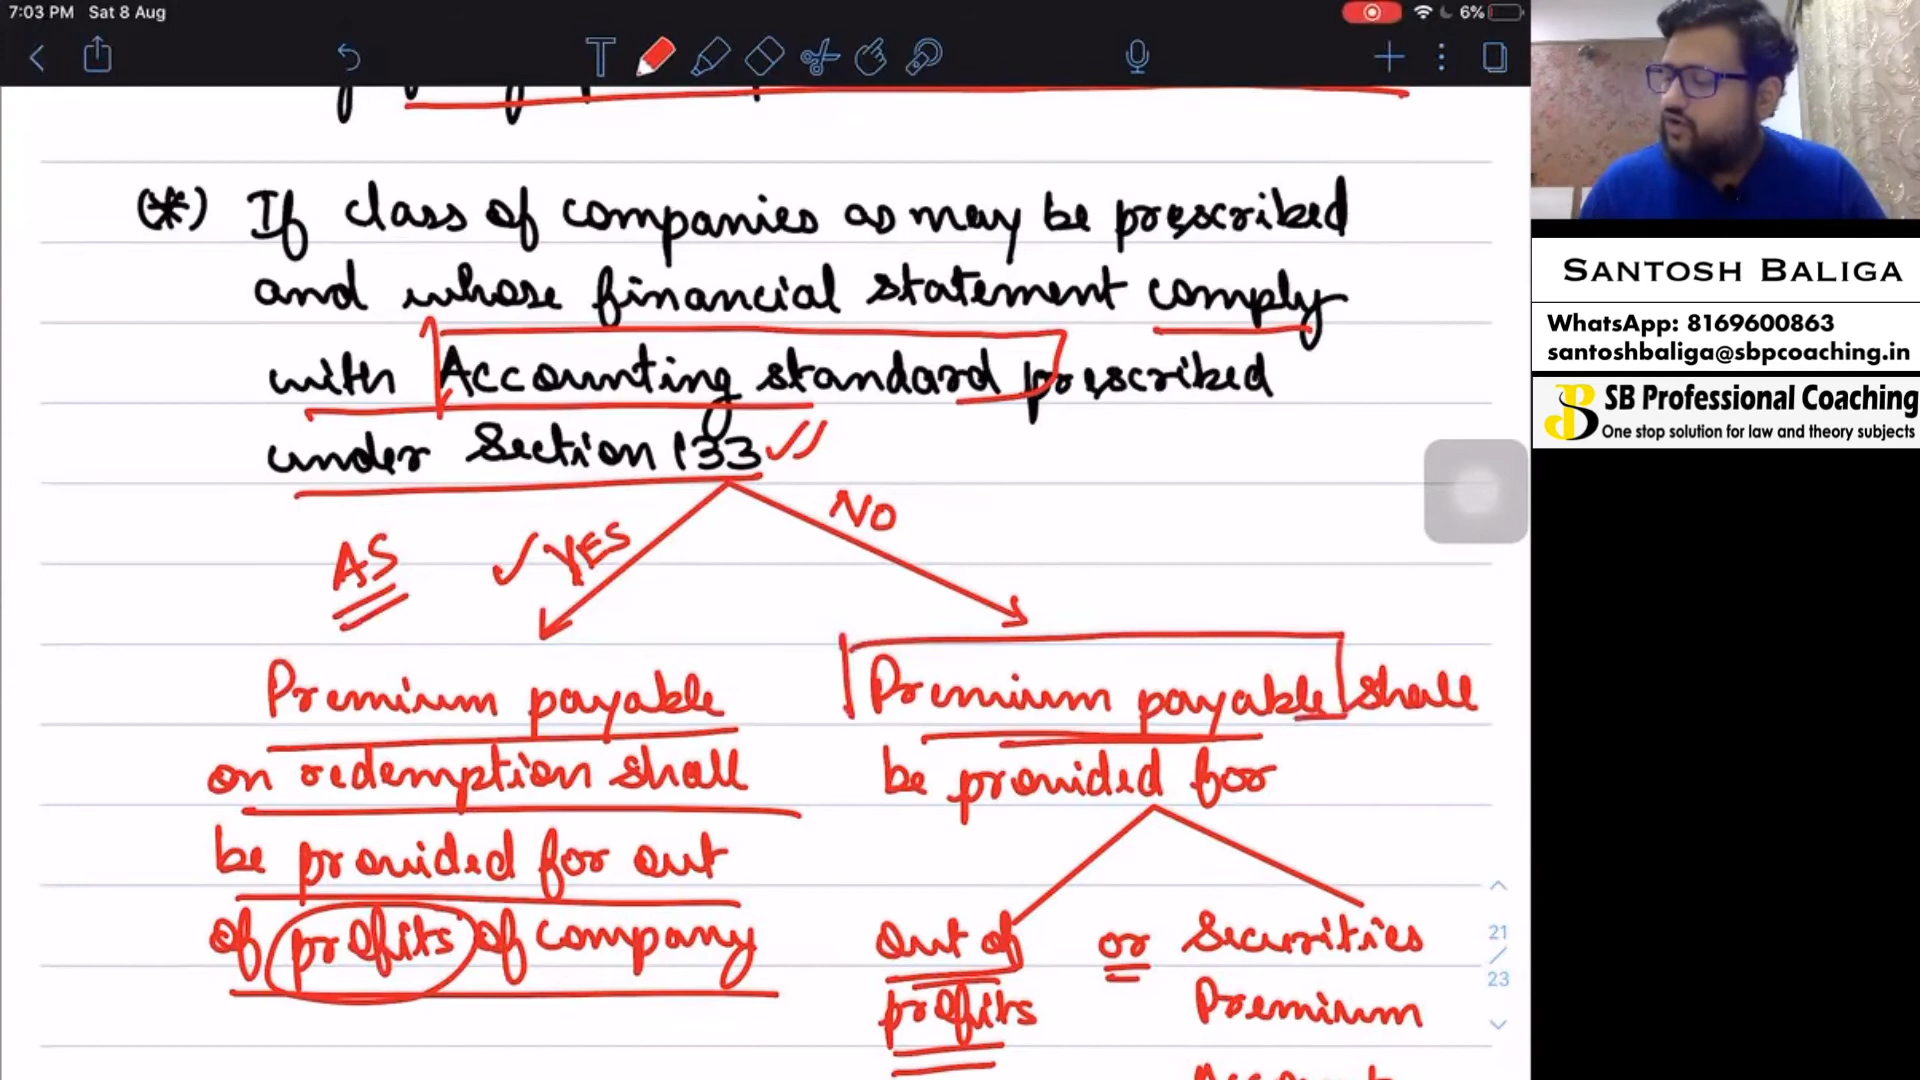 7:03 PM Sat 8 Aug
6%
(*) If class of companies as may be prescribed
and whose financial statement comply
with Accounting standard prescribed
under Section 133
AS
YES
NO
Premium payable
on redemption shall
be provided for out
of profits of company
Premium payable shall
be provided for
out of
profits
or
Securities
Premium
21
/
23
SANTOSH BALIGA
WhatsApp: 8169600863
santoshbaliga@sbpcoaching.in
SB Professional Coaching
One stop solution for law and theory subjects